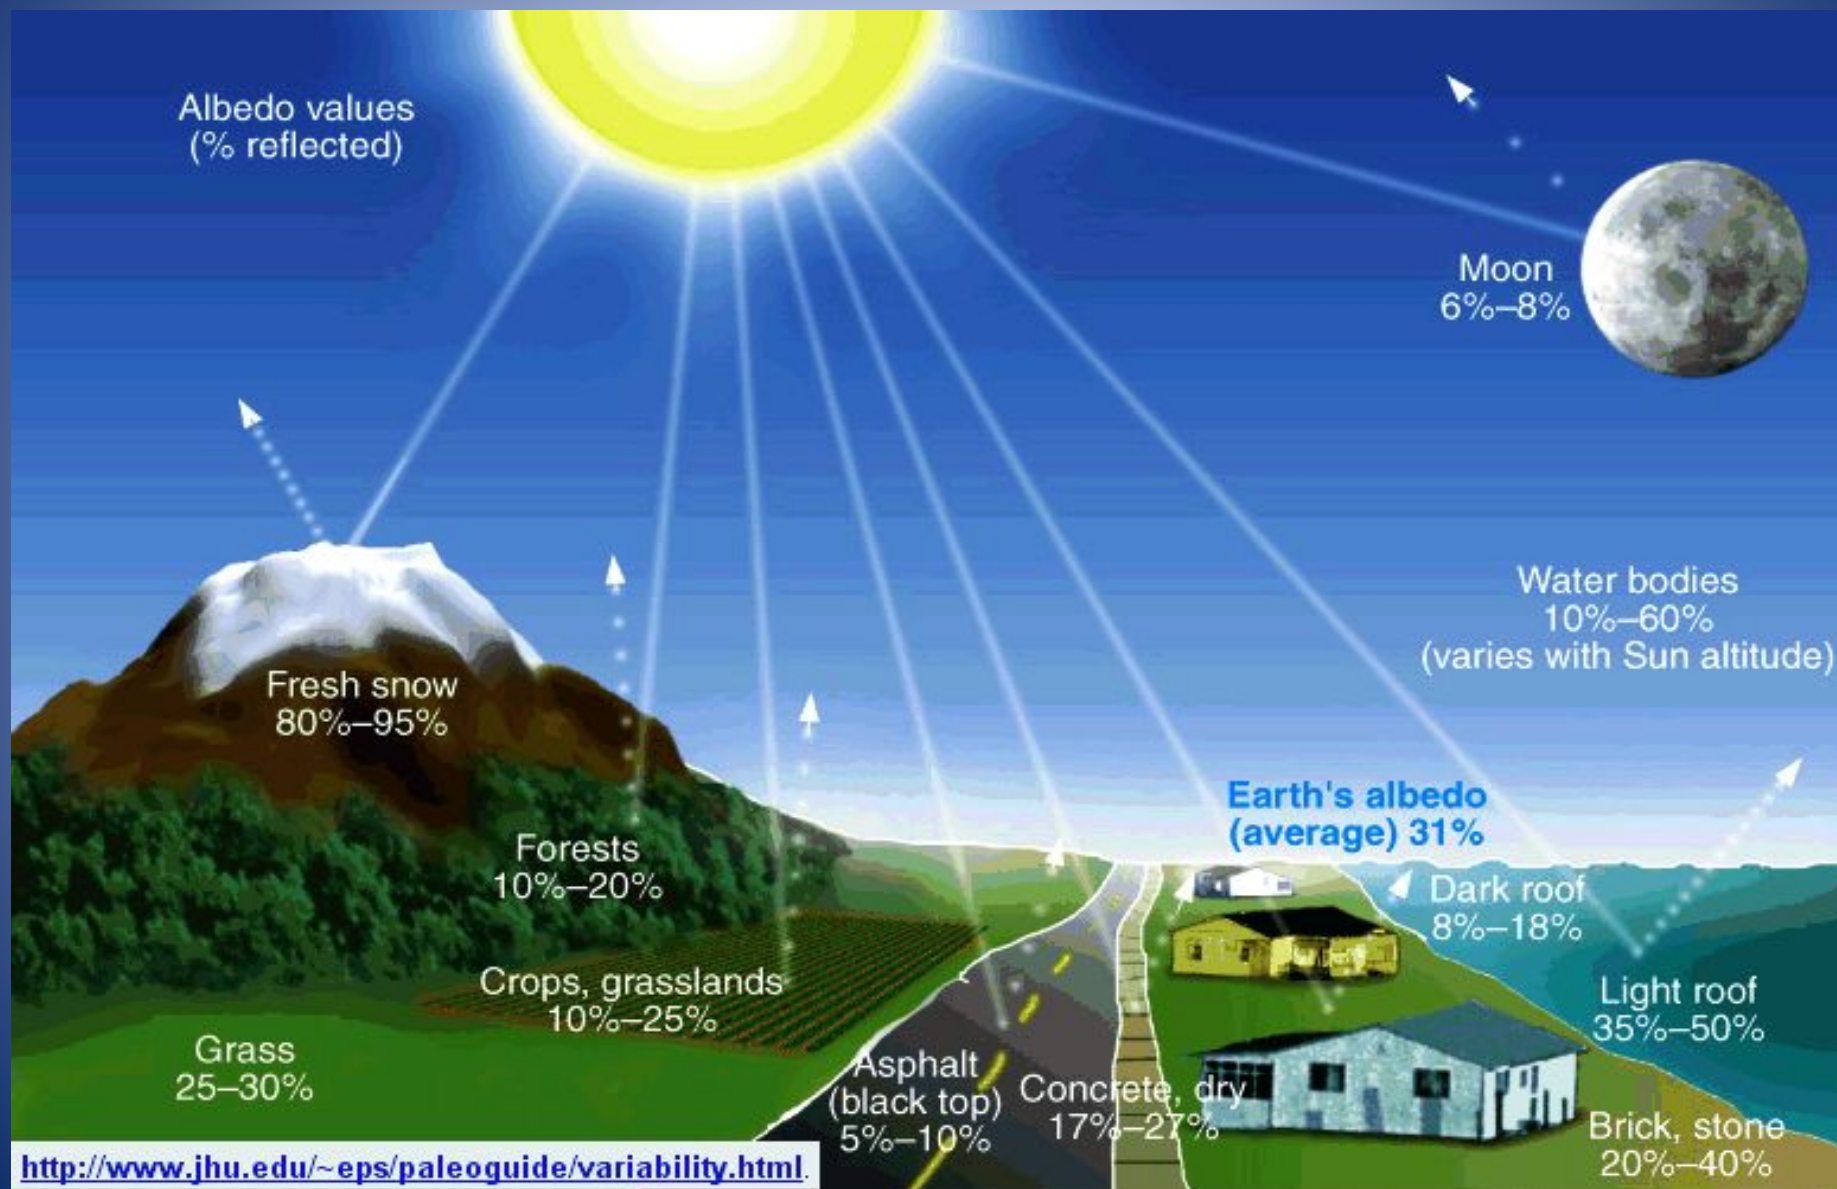 Albedo values
(% reflected)
Moon
6%–8%
Water bodies
10%–60%
(varies with Sun altitude)
Fresh snow
80%–95%
Earth's albedo
(average) 31%
Forests
10%–20%
Dark roof
8%–18%
Crops, grasslands
10%–25%
Light roof
35%–50%
Grass
25–30%
Asphalt
(black top)
5%–10%
Concrete, dry
17%–27%
Brick, stone
20%–40%
http://www.jhu.edu/~eps/paleoguide/variability.html.